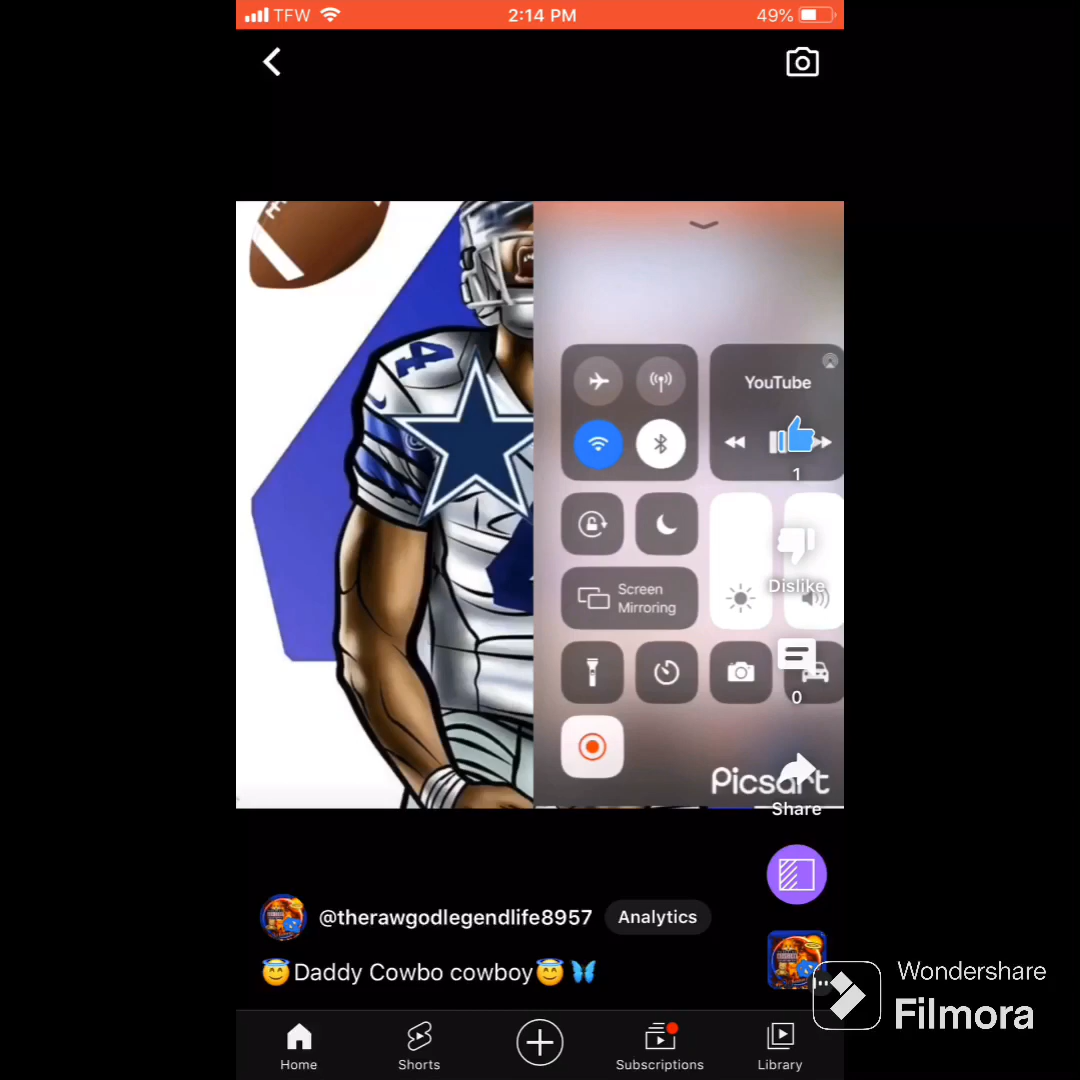 TFW
2:14 PM
49%
4
YouTube
1
Dislike
Screen
Mirroring
0
Picsart
Share
@therawgodlegendlife8957
Analytics
😇Daddy Cowbo cowboy😇🦋
Wondershare
Filmora
Home
Shorts
Subscriptions
Library